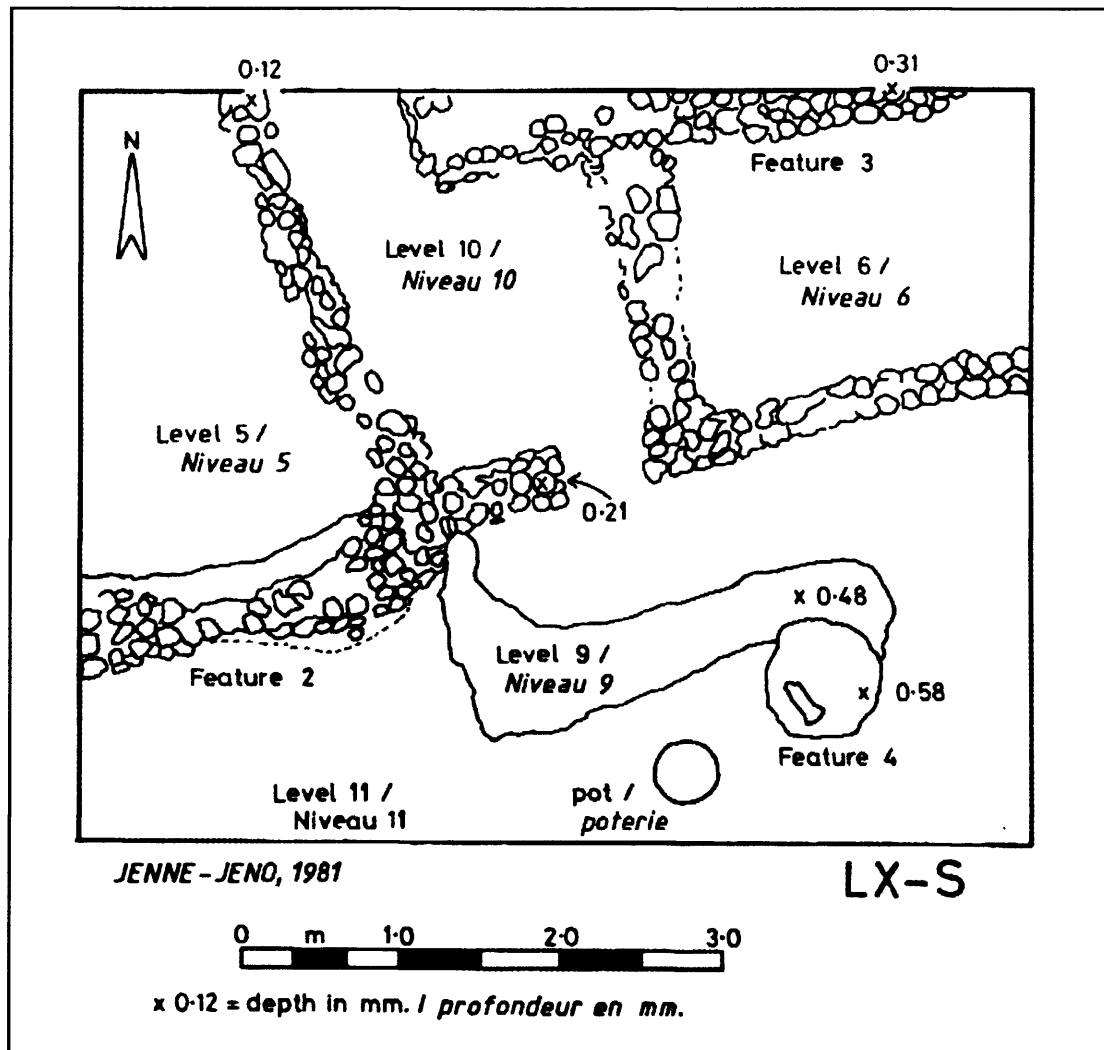 0·12
0·31
N
Feature 3
Level 10 /
Niveau 10
Level 6 /
Niveau 6
Level 5 /
Niveau 5
0·21
x 0·48
Level 9 /
Niveau 9
Feature 2
x 0·58
Feature 4
Level 11 /
Niveau 11
pot /
poterie
JENNE-JENO, 1981
LX-S
0 m 1·0 2·0 3·0
x 0·12 = depth in mm. / profondeur en mm.